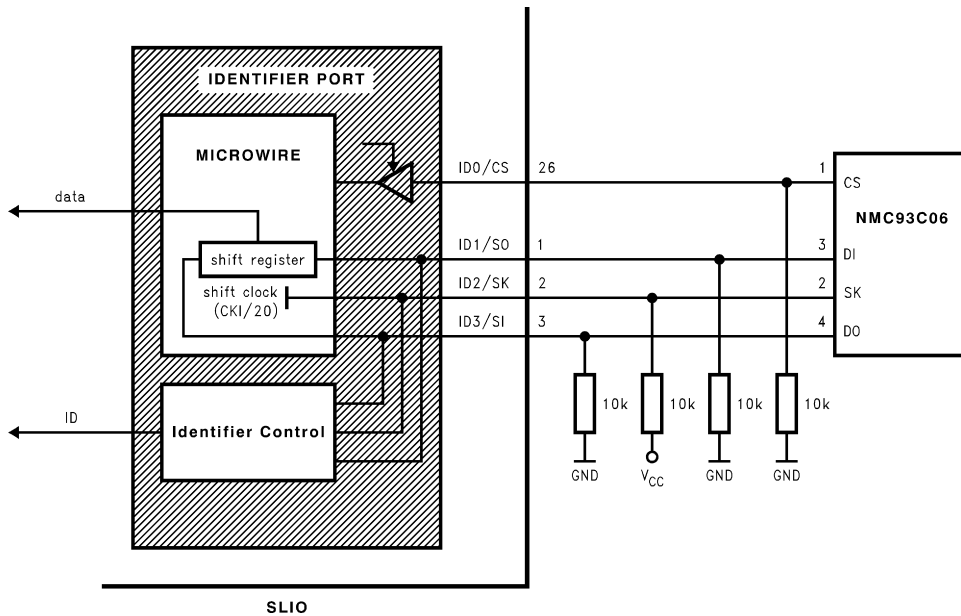 IDENTIFIER PORT
MICROWIRE
ID0/CS
26
1
CS
NMC93C06
data
shift register
ID1/SO
1
3
DI
shift clock
(CKI/20)
ID2/SK
2
2
SK
ID3/SI
3
4
DO
ID
Identifier Control
10k
10k
10k
10k
GND
VCC
GND
GND
SLIO